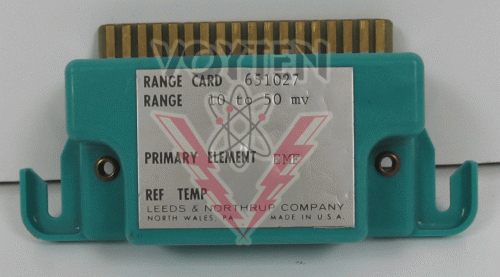 VOYTEN
RANGE CARD 651027
RANGE 10 to 50 mv
PRIMARY ELEMENT EMF
REF TEMP
LEEDS & NORTHRUP COMPANY
NORTH WALES, PA. MADE IN U.S.A.